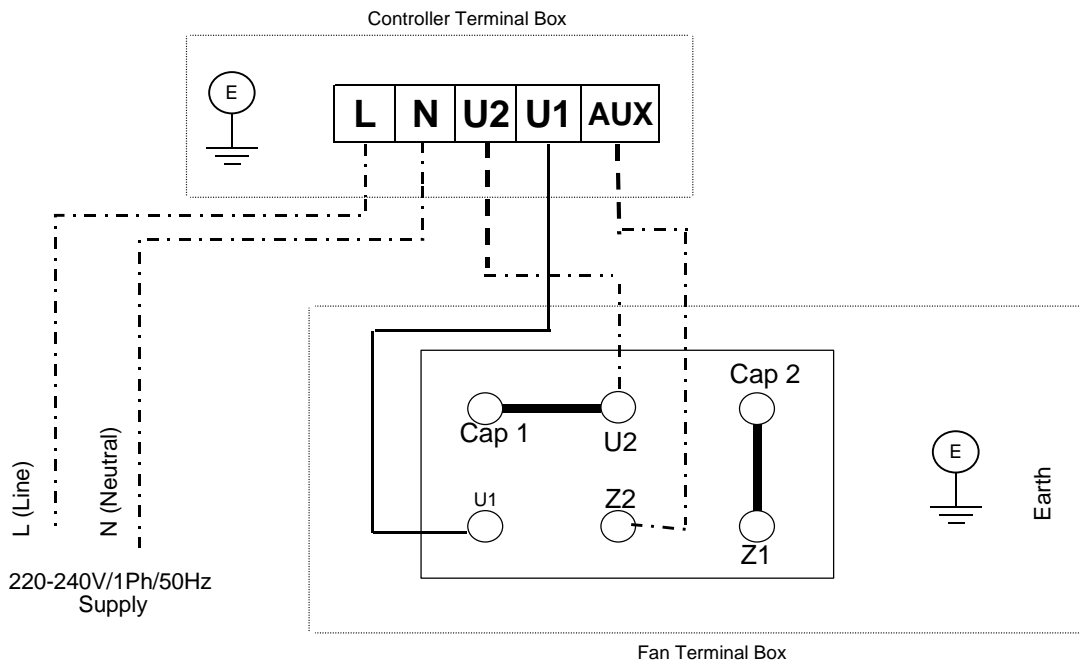 Controller Terminal Box
E
L N U2 U1 AUX
Cap 2
Cap 1
U2
E
U1
Z2
Z1
L (Line)
N (Neutral)
Earth
220-240V/1Ph/50Hz
Supply
Fan Terminal Box